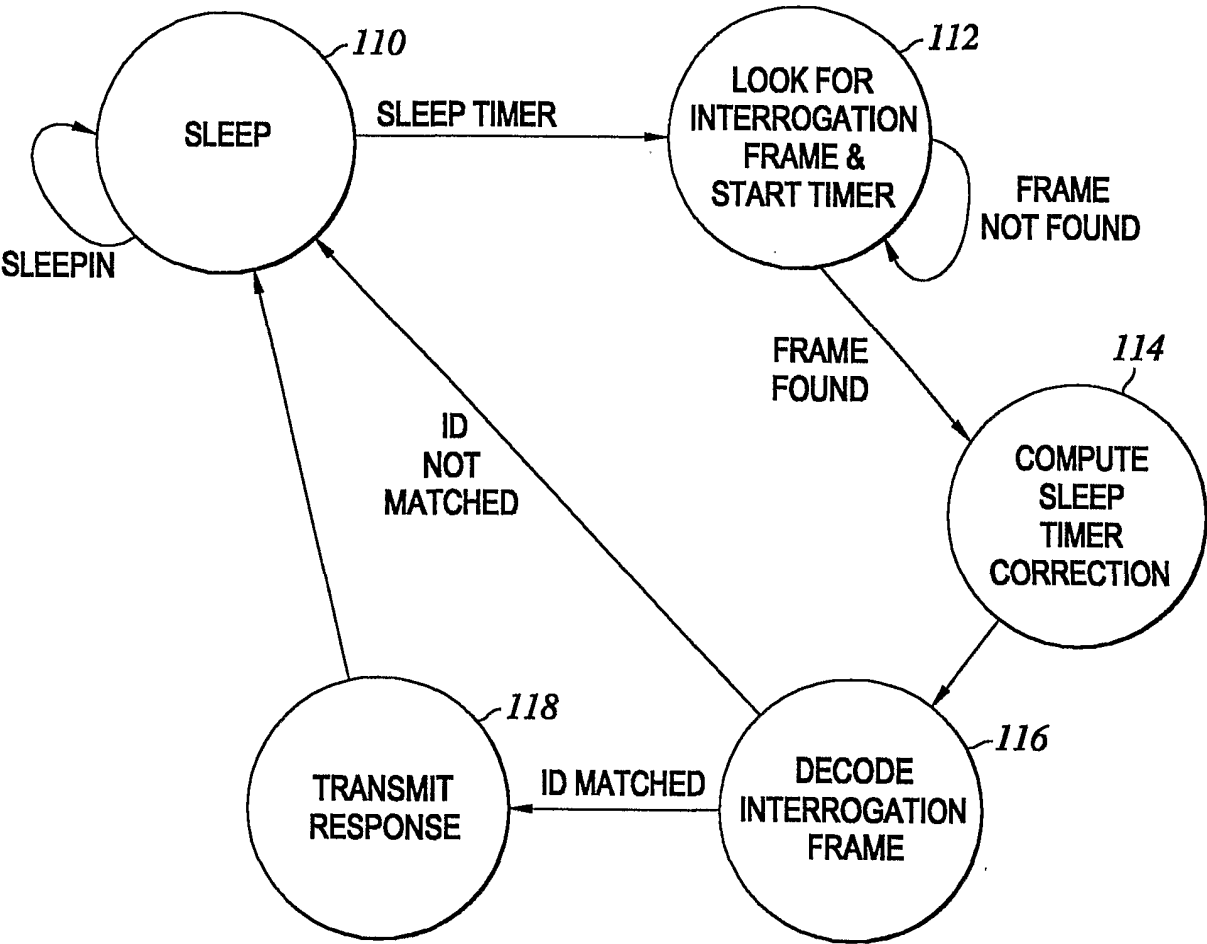 110
SLEEP
SLEEPIN
SLEEP TIMER
112
LOOK FOR
INTERROGATION
FRAME &
START TIMER
FRAME
NOT FOUND
FRAME
FOUND
114
COMPUTE
SLEEP
TIMER
CORRECTION
ID
NOT
MATCHED
116
DECODE
INTERROGATION
FRAME
ID MATCHED
118
TRANSMIT
RESPONSE